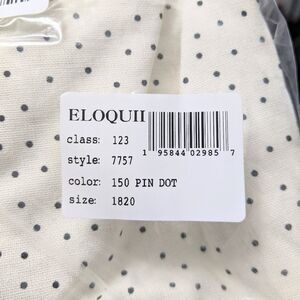 ELOQUII
class: 123
style: 7757
1 95844 02985 7
color: 150 PIN DOT
size: 1820